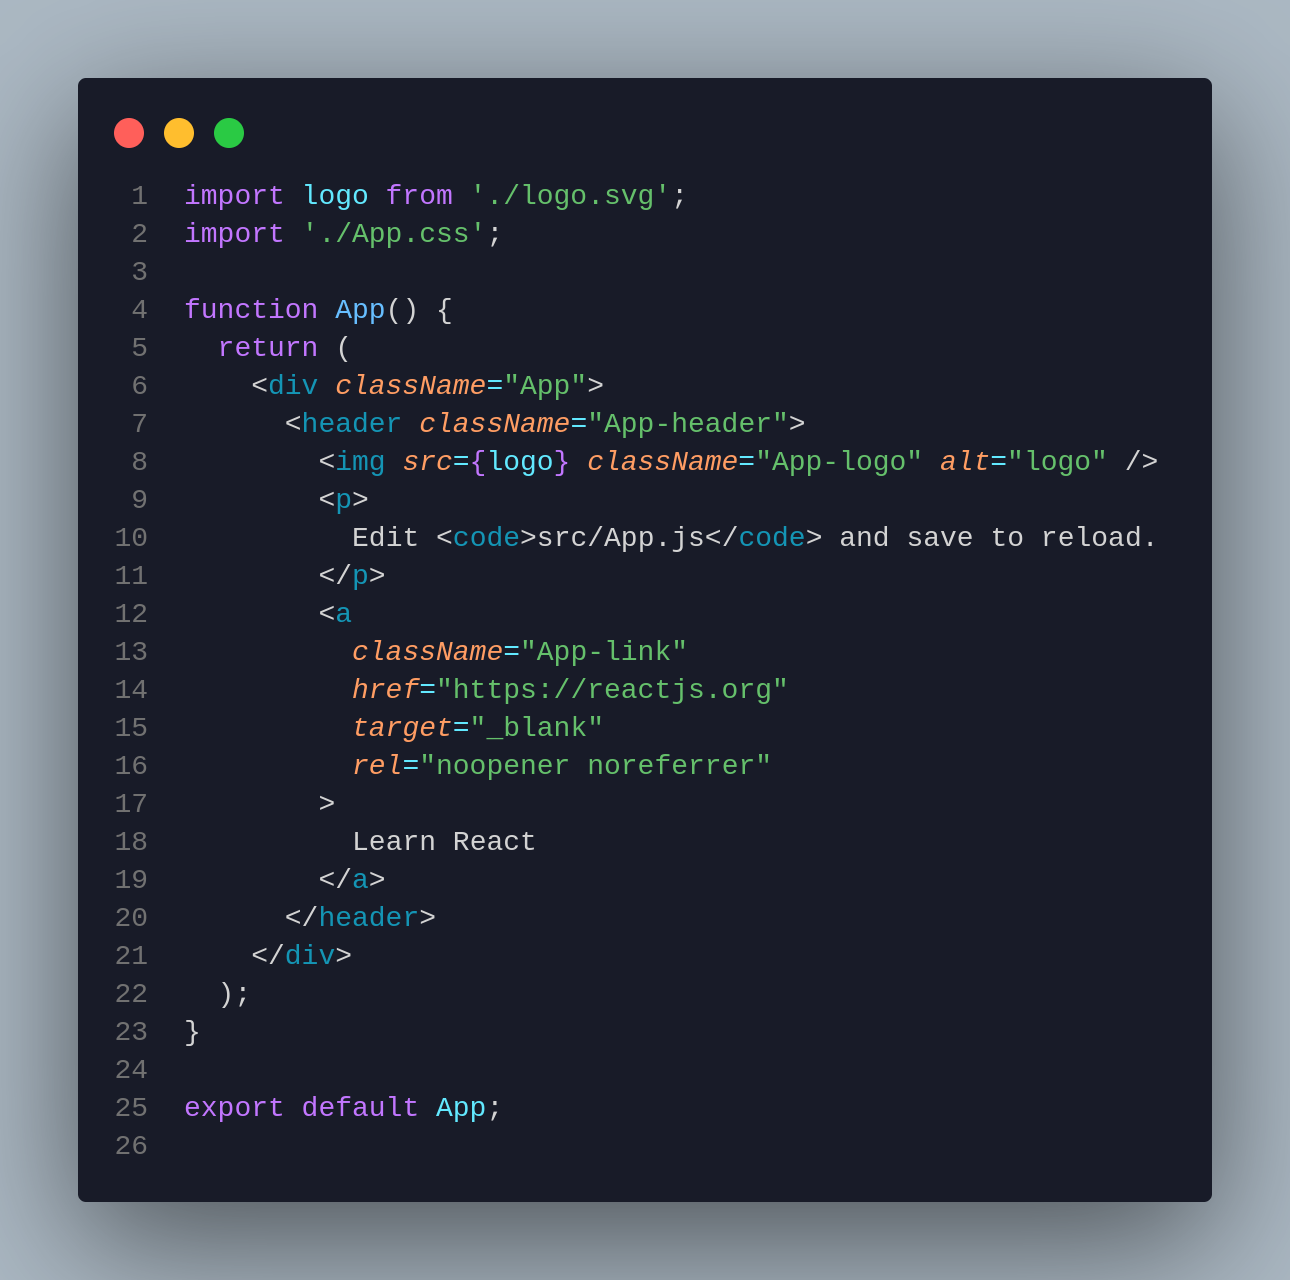 1 import logo from './logo.svg';
2 import './App.css';
3
4 function App() {
5   return (
6     <div className="App">
7       <header className="App-header">
8         <img src={logo} className="App-logo" alt="logo" />
9         <p>
10           Edit <code>src/App.js</code> and save to reload.
11         </p>
12         <a
13           className="App-link"
14           href="https://reactjs.org"
15           target="_blank"
16           rel="noopener noreferrer"
17         >
18           Learn React
19         </a>
20       </header>
21     </div>
22   );
23 }
24
25 export default App;
26